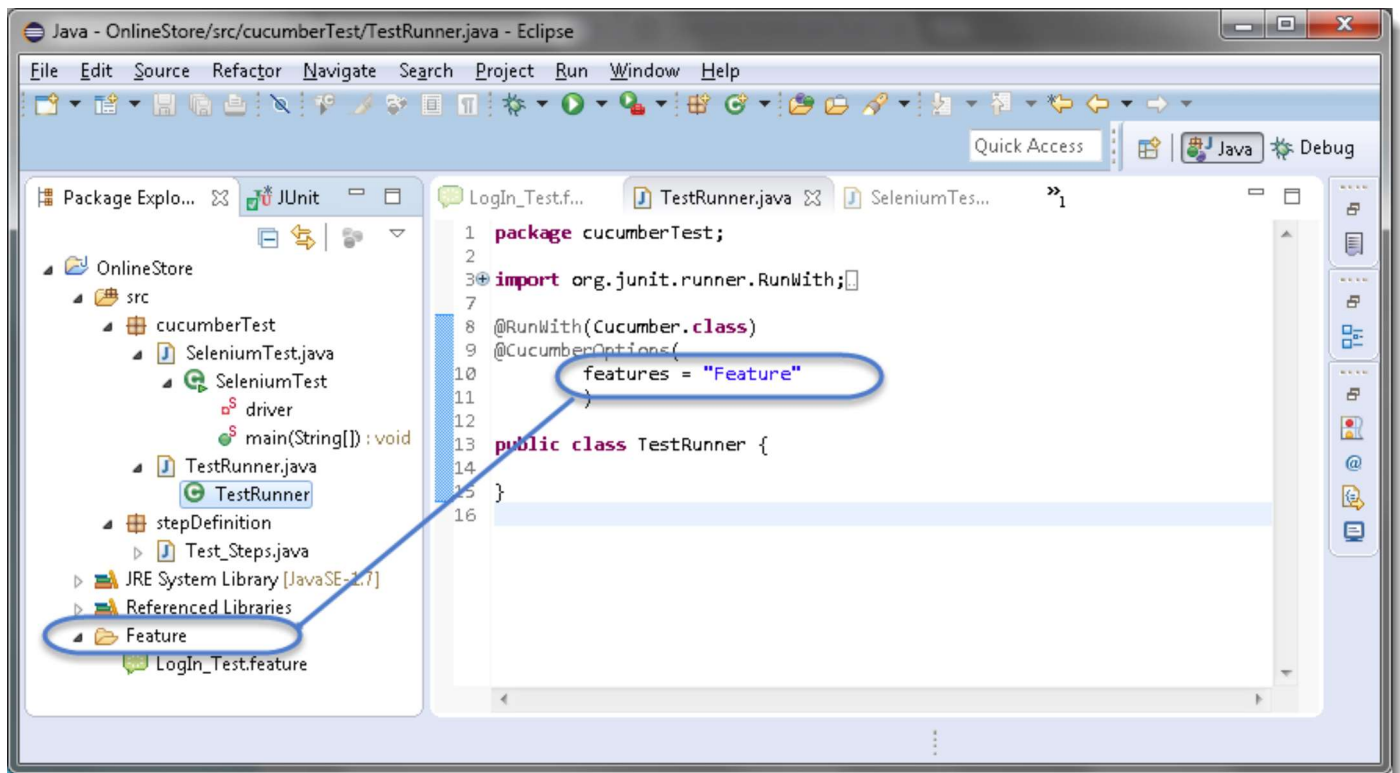 Java - OnlineStore/src/cucumberTest/TestRunner.java - Eclipse
File Edit Source Refactor Navigate Search Project Run Window Help
Quick Access Java Debug
Package Explo... JUnit
OnlineStore
src
cucumberTest
SeleniumTest.java
SeleniumTest
driver
main(String[]) : void
TestRunner.java
TestRunner
stepDefinition
Test_Steps.java
JRE System Library [JavaSE-1.7]
Referenced Libraries
Feature
LogIn_Test.feature
LogIn_Test.f... TestRunner.java SeleniumTes... »1
1 package cucumberTest;
2
3 import org.junit.runner.RunWith;
7
8 @RunWith(Cucumber.class)
9 @CucumberOptions(
10 features = "Feature"
11 )
12
13 public class TestRunner {
14
15 }
16